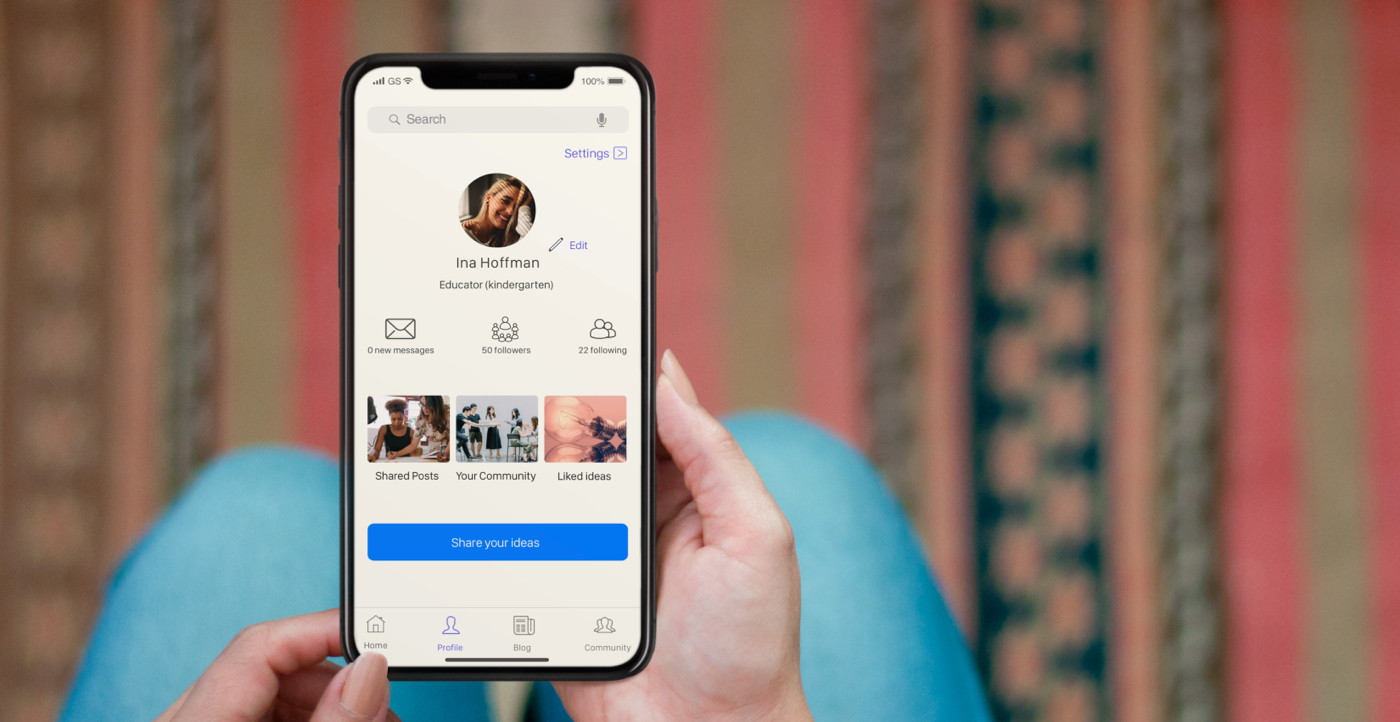 GS 100%
Search
Settings
Edit
Ina Hoffman
Educator (kindergarten)
0 new messages 50 followers 22 following
Shared Posts Your Community Liked ideas
Share your ideas
Home Profile Blog Community